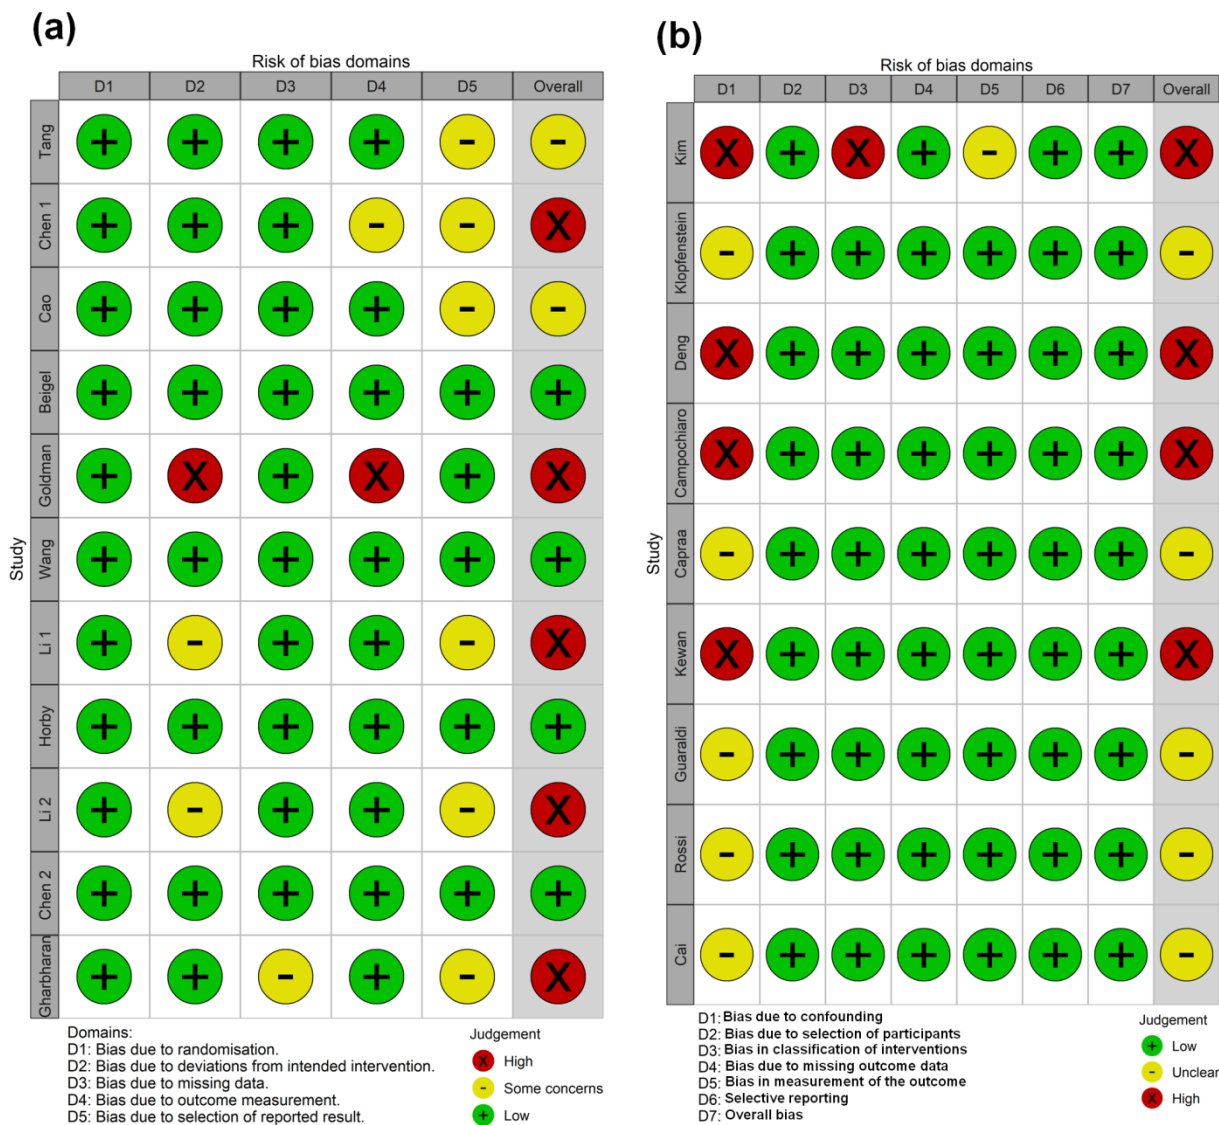 (a)
Risk of bias domains
D1 D2 D3 D4 D5 Overall
Study
Tang + + + + - -
Chen 1 + + + - - X
Cao + + + + - -
Beigel + + + + + +
Goldman + X + X + X
Wang + + + + + +
Li 1 + - + + - X
Horby + + + + + +
Li 2 + - + + - X
Chen 2 + + + + + +
Gharbharan + + - + - X
Domains:
D1: Bias due to randomisation.
D2: Bias due to deviations from intended intervention.
D3: Bias due to missing data.
D4: Bias due to outcome measurement.
D5: Bias due to selection of reported result.
Judgement
X High
- Some concerns
+ Low
(b)
Risk of bias domains
D1 D2 D3 D4 D5 D6 D7 Overall
Study
Kim X + X + - + + X
Klopfenstein - + + + + + + -
Deng X + + + + + + X
Campochiaro X + + + + + + X
Capraa - + + + + + + -
Kewan X + + + + + + X
Guaraldi - + + + + + + -
Rossi - + + + + + + -
Cai - + + + + + + -
D1: Bias due to confounding
D2: Bias due to selection of participants
D3: Bias in classification of interventions
D4: Bias due to missing outcome data
D5: Bias in measurement of the outcome
D6: Selective reporting
D7: Overall bias
Judgement
+ Low
- Unclear
X High